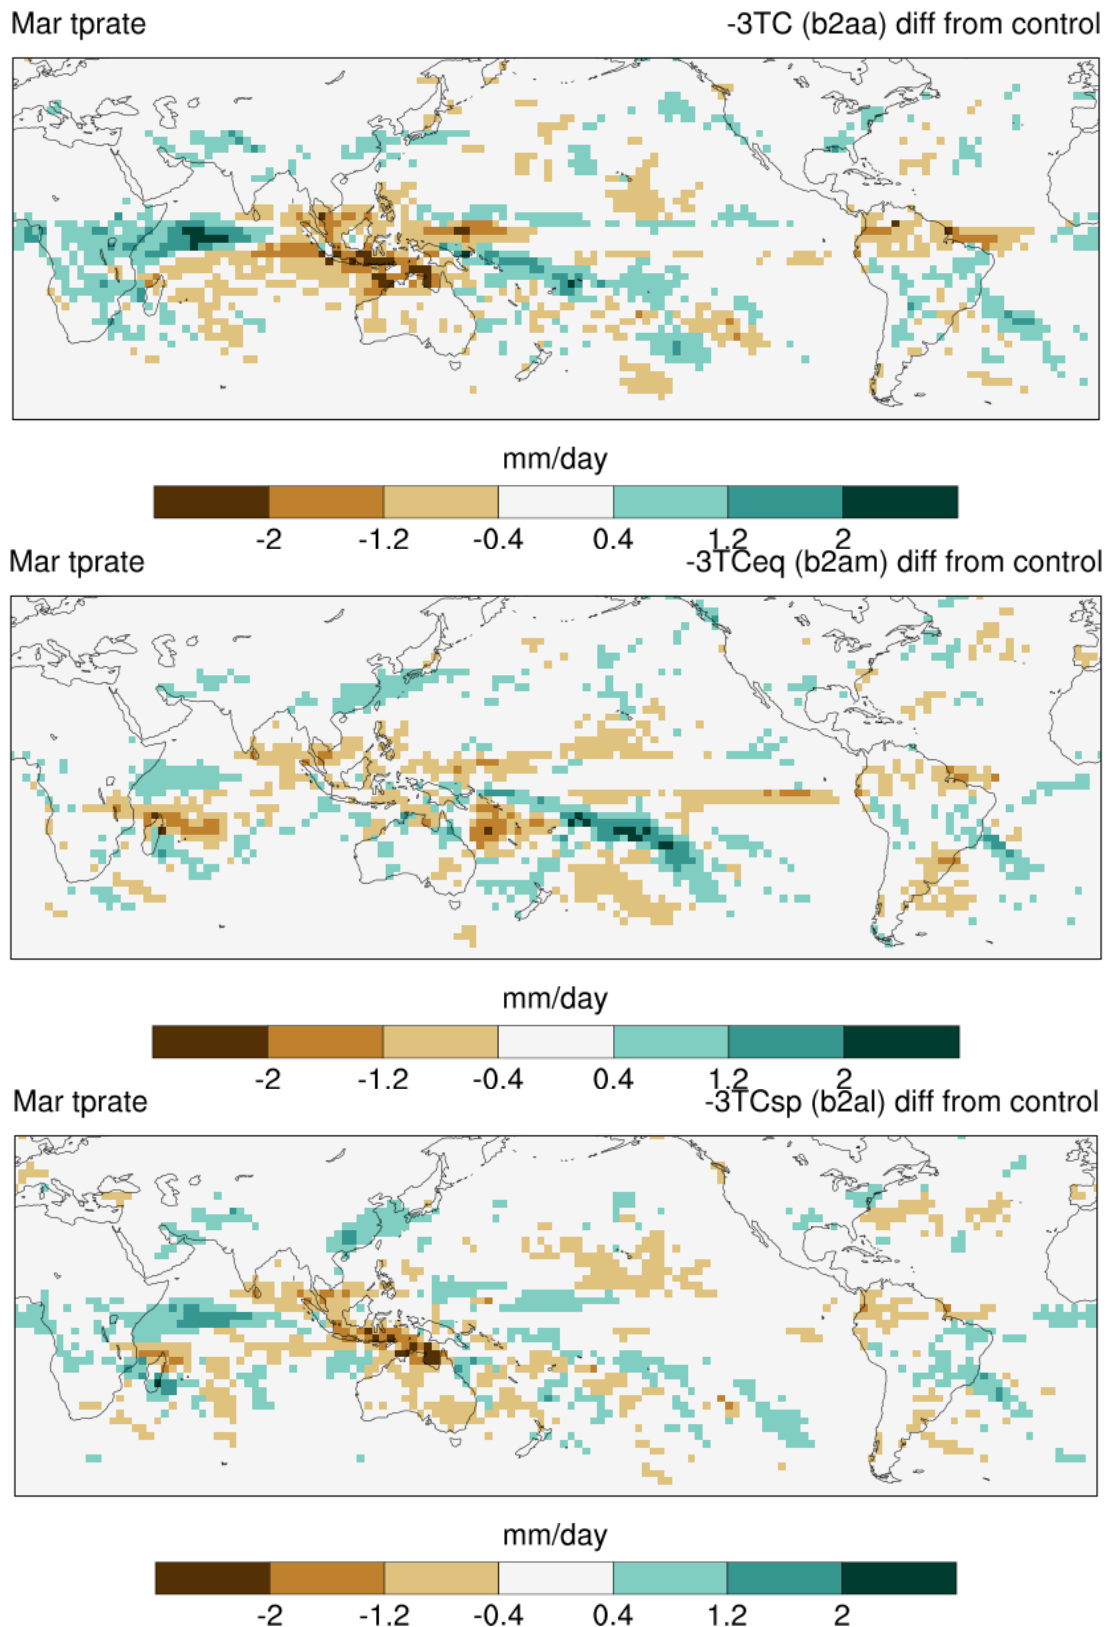 Mar tprate -3TC (b2aa) diff from control
mm/day
-2 -1.2 -0.4 0.4 1.2 2
Mar tprate -3TCeq (b2am) diff from control
mm/day
-2 -1.2 -0.4 0.4 1.2 2
Mar tprate -3TCsp (b2al) diff from control
mm/day
-2 -1.2 -0.4 0.4 1.2 2